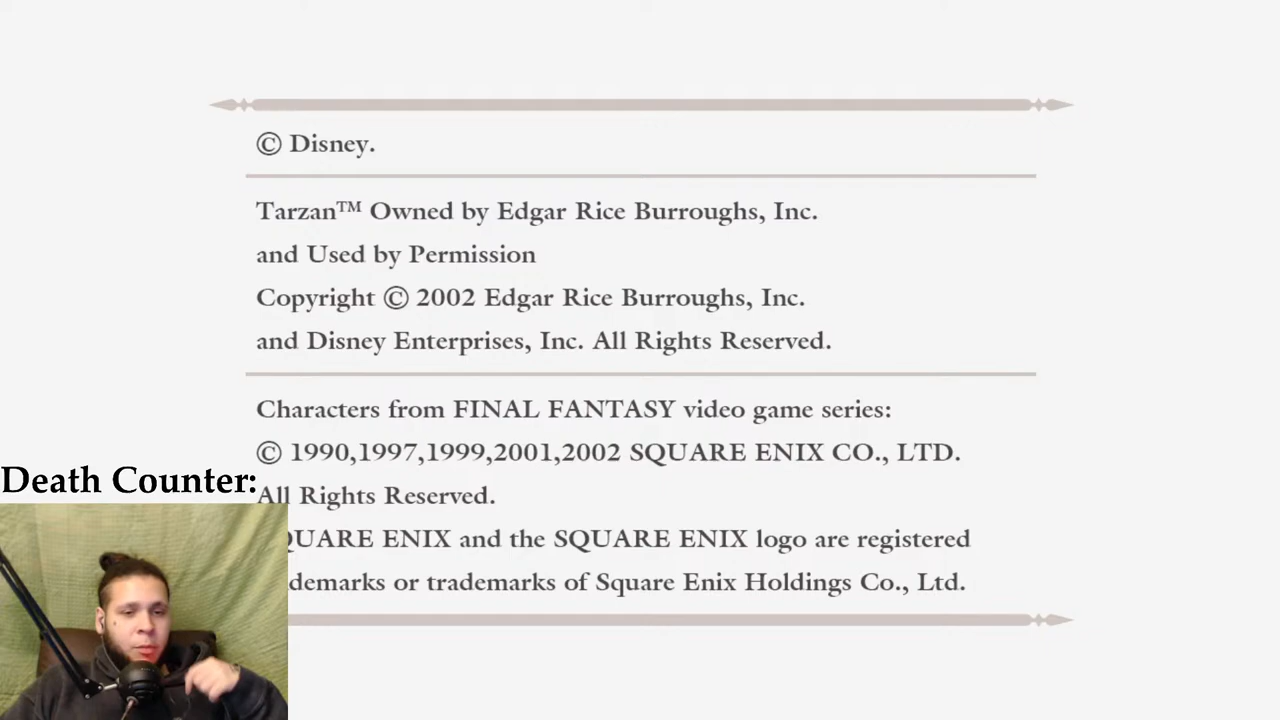 © Disney.
Tarzan™ Owned by Edgar Rice Burroughs, Inc.
and Used by Permission
Copyright © 2002 Edgar Rice Burroughs, Inc.
and Disney Enterprises, Inc. All Rights Reserved.
Characters from FINAL FANTASY video game series:
© 1990,1997,1999,2001,2002 SQUARE ENIX CO., LTD.
Death Counter:
All Rights Reserved.
QUARE ENIX and the SQUARE ENIX logo are registered
demarks or trademarks of Square Enix Holdings Co., Ltd.